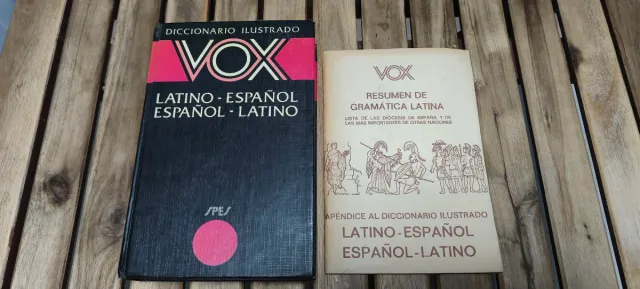 DICCIONARIO ILUSTRADO
VOX
LATINO-ESPAÑOL
ESPAÑOL-LATINO
SPES
VOX
RESUMEN DE
GRAMÁTICA LATINA
LISTA DE LAS DIÓCESIS DE ESPAÑA Y DE
LAS MÁS IMPORTANTES DE OTRAS NACIONES
APÉNDICE AL DICCIONARIO ILUSTRADO
LATINO-ESPAÑOL
ESPAÑOL-LATINO